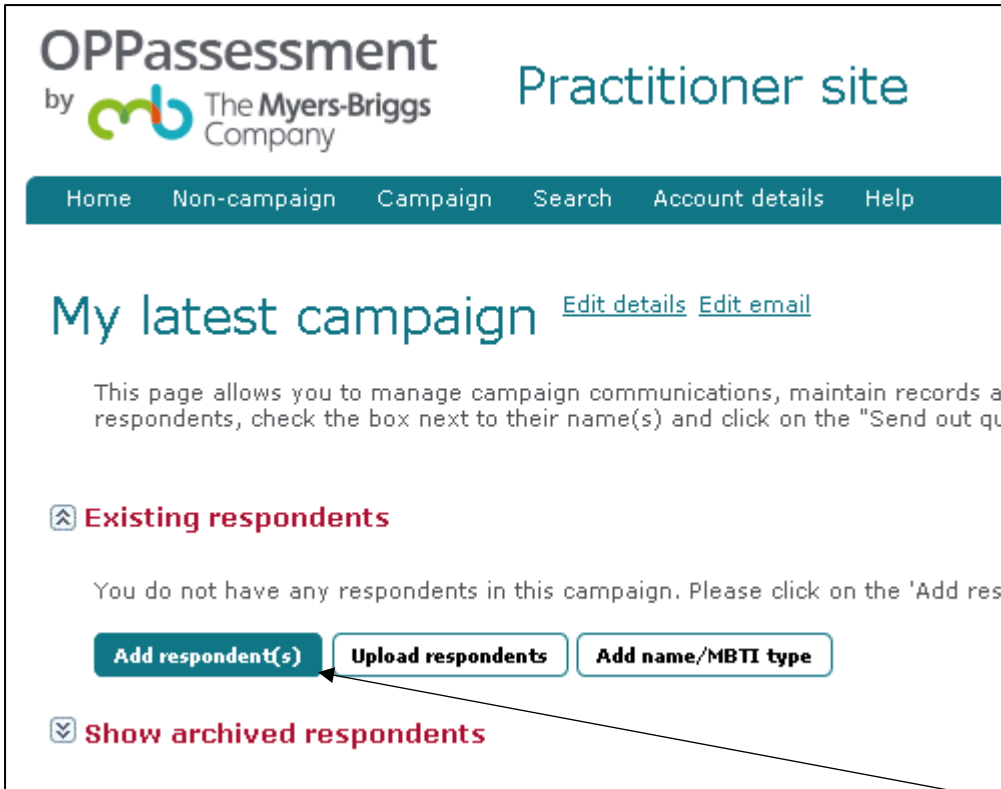 OPPassessment
by mb The Myers-Briggs
Company
Practitioner site
Home Non-campaign Campaign Search Account details Help
My latest campaign Edit details Edit email
This page allows you to manage campaign communications, maintain records a
respondents, check the box next to their name(s) and click on the "Send out qu
Existing respondents
You do not have any respondents in this campaign. Please click on the 'Add res
Add respondent(s) Upload respondents Add name/MBTI type
Show archived respondents